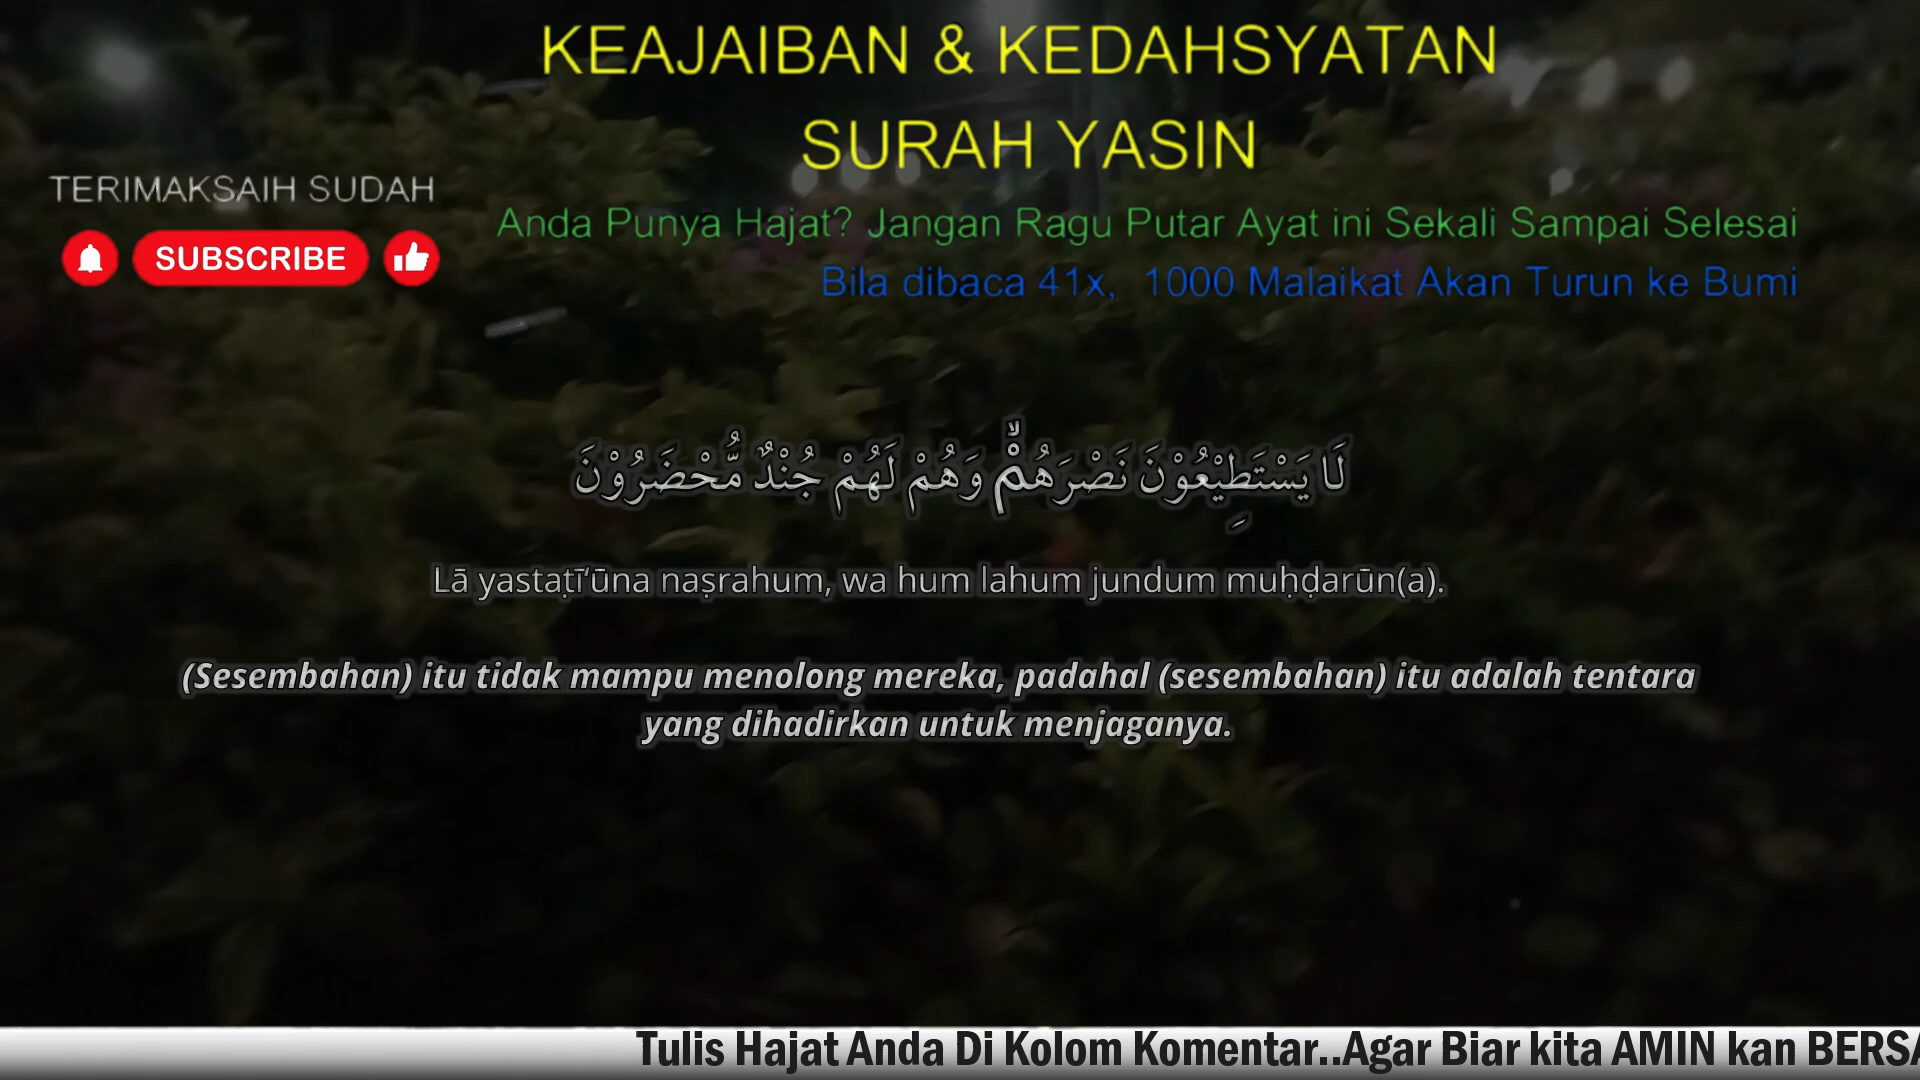 KEAJAIBAN & KEDAHSYATAN
SURAH YASIN
TERIMAKSAIH SUDAH
SUBSCRIBE
Anda Punya Hajat? Jangan Ragu Putar Ayat ini Sekali Sampai Selesai
Bila dibaca 41x, 1000 Malaikat Akan Turun ke Bumi
لَا يَسْتَطِيْعُوْنَ نَصْرَهُمْۙ وَهُمْ لَهُمْ جُنْدٌ مُّحْضَرُوْنَ
Lā yastaṭī‘ūna naṣrahum, wa hum lahum jundum muḥḍarūn(a).
(Sesembahan) itu tidak mampu menolong mereka, padahal (sesembahan) itu adalah tentara
yang dihadirkan untuk menjaganya.
Tulis Hajat Anda Di Kolom Komentar..Agar Biar kita AMIN kan BERSA